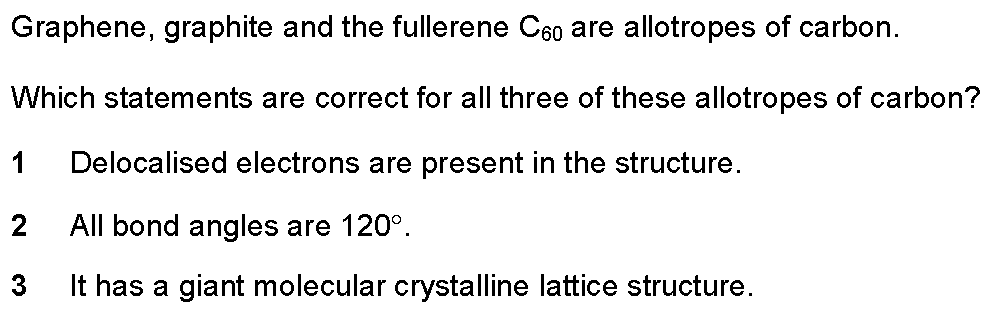 Graphene, graphite and the fullerene C₆₀ are allotropes of carbon.
Which statements are correct for all three of these allotropes of carbon?
1 Delocalised electrons are present in the structure.
2 All bond angles are 120°.
3 It has a giant molecular crystalline lattice structure.